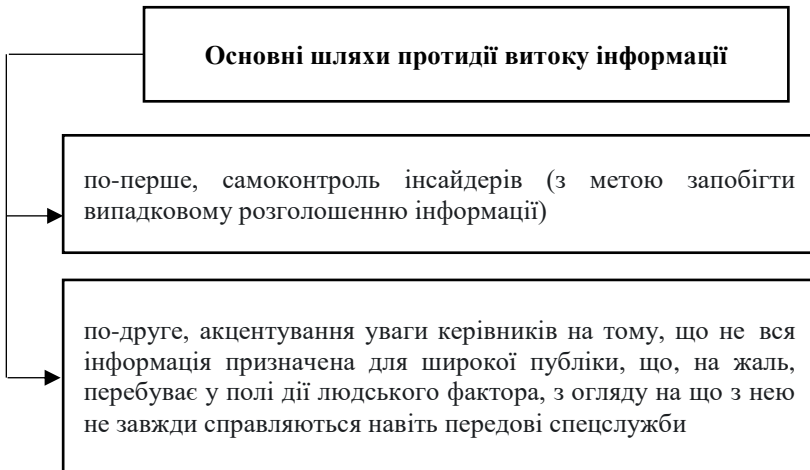 Основні шляхи протидії витоку інформації
по-перше, самоконтроль інсайдерів (з метою запобігти
випадковому розголошенню інформації)
по-друге, акцентування уваги керівників на тому, що не вся
інформація призначена для широкої публіки, що, на жаль,
перебуває у полі дії людського фактора, з огляду на що з нею
не завжди справляються навіть передові спецслужби